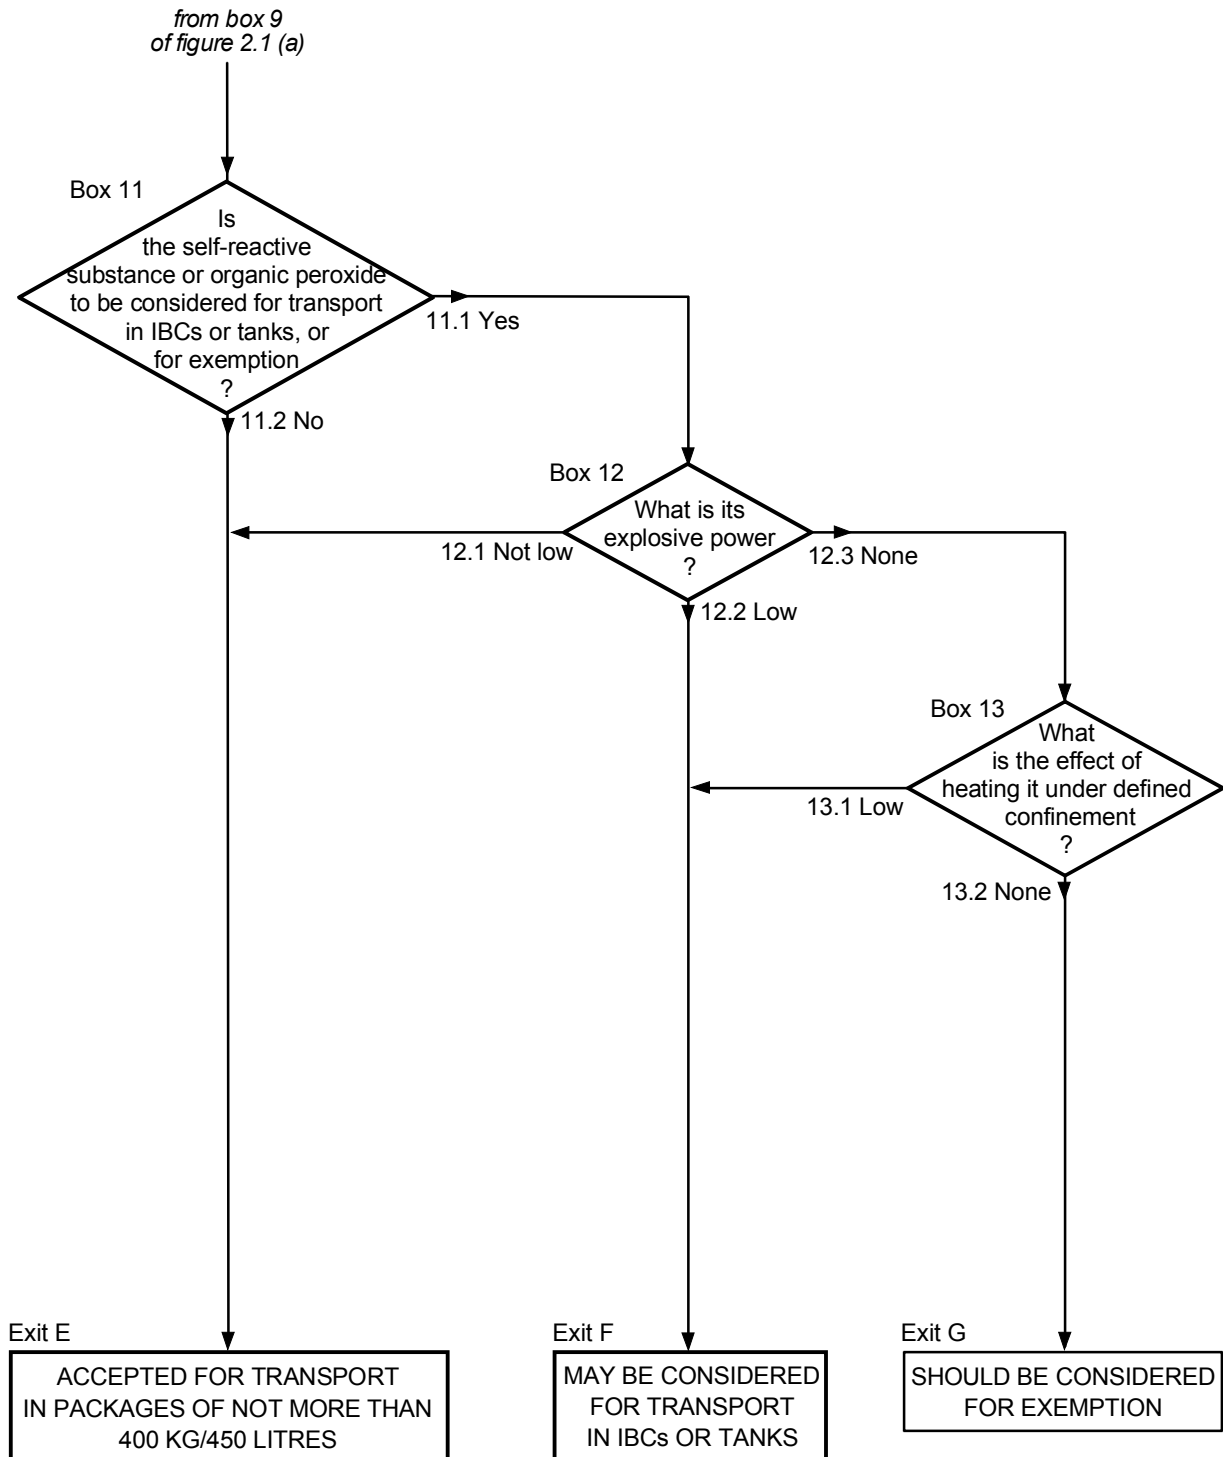 from box 9
of figure 2.1 (a)
Box 11
Is
the self-reactive
substance or organic peroxide
to be considered for transport
in IBCs or tanks, or
for exemption
?
11.1 Yes
11.2 No
Box 12
What is its
explosive power
?
12.1 Not low
12.3 None
12.2 Low
Box 13
What
is the effect of
heating it under defined
confinement
?
13.1 Low
13.2 None
Exit E
ACCEPTED FOR TRANSPORT
IN PACKAGES OF NOT MORE THAN
400 KG/450 LITRES
Exit F
MAY BE CONSIDERED
FOR TRANSPORT
IN IBCs OR TANKS
Exit G
SHOULD BE CONSIDERED
FOR EXEMPTION